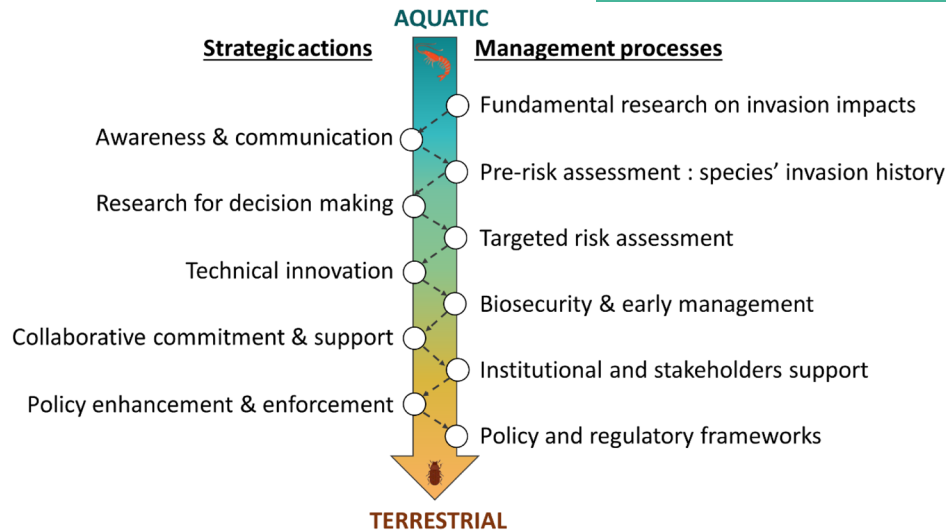 AQUATIC
Strategic actions
Management processes
Fundamental research on invasion impacts
Awareness & communication
Pre-risk assessment : species' invasion history
Research for decision making
Targeted risk assessment
Technical innovation
Biosecurity & early management
Collaborative commitment & support
Institutional and stakeholders support
Policy enhancement & enforcement
Policy and regulatory frameworks
TERRESTRIAL